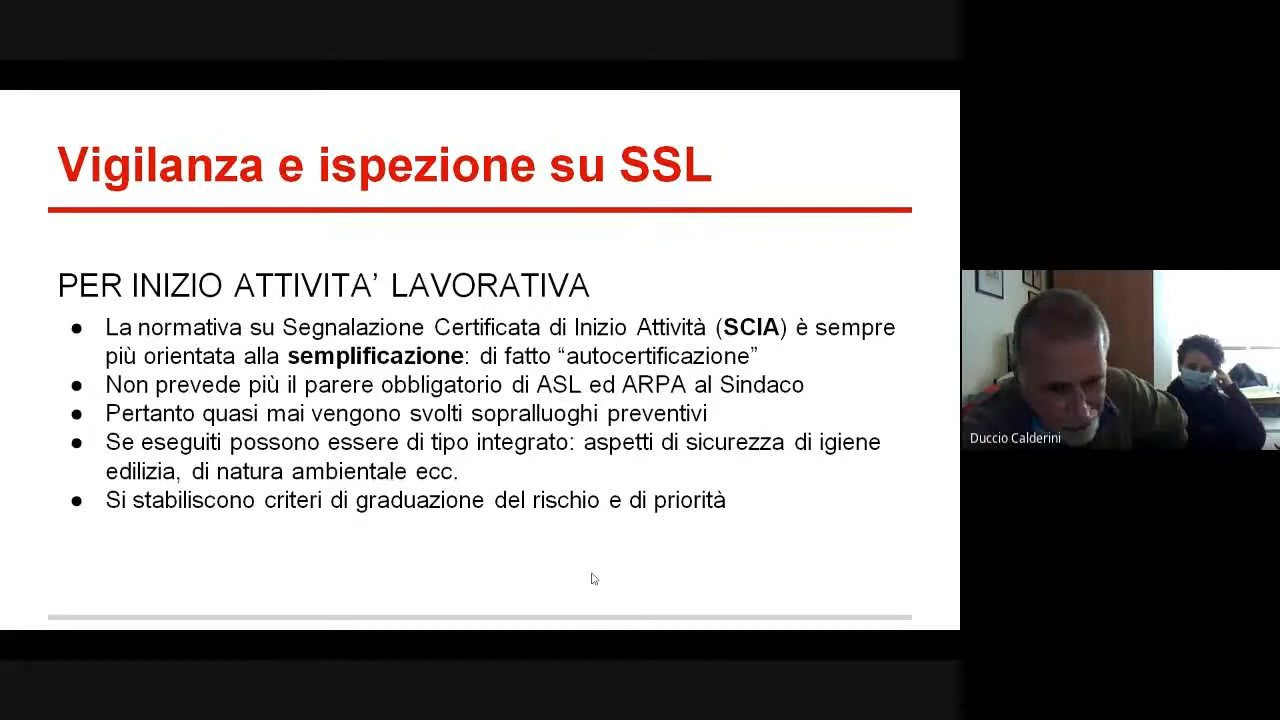 Vigilanza e ispezione su SSL
PER INIZIO ATTIVITA’ LAVORATIVA
● La normativa su Segnalazione Certificata di Inizio Attività (SCIA) è sempre
più orientata alla semplificazione: di fatto “autocertificazione”
● Non prevede più il parere obbligatorio di ASL ed ARPA al Sindaco
● Pertanto quasi mai vengono svolti sopralluoghi preventivi
● Se eseguiti possono essere di tipo integrato: aspetti di sicurezza di igiene
edilizia, di natura ambientale ecc.
● Si stabiliscono criteri di graduazione del rischio e di priorità
Duccio Calderini